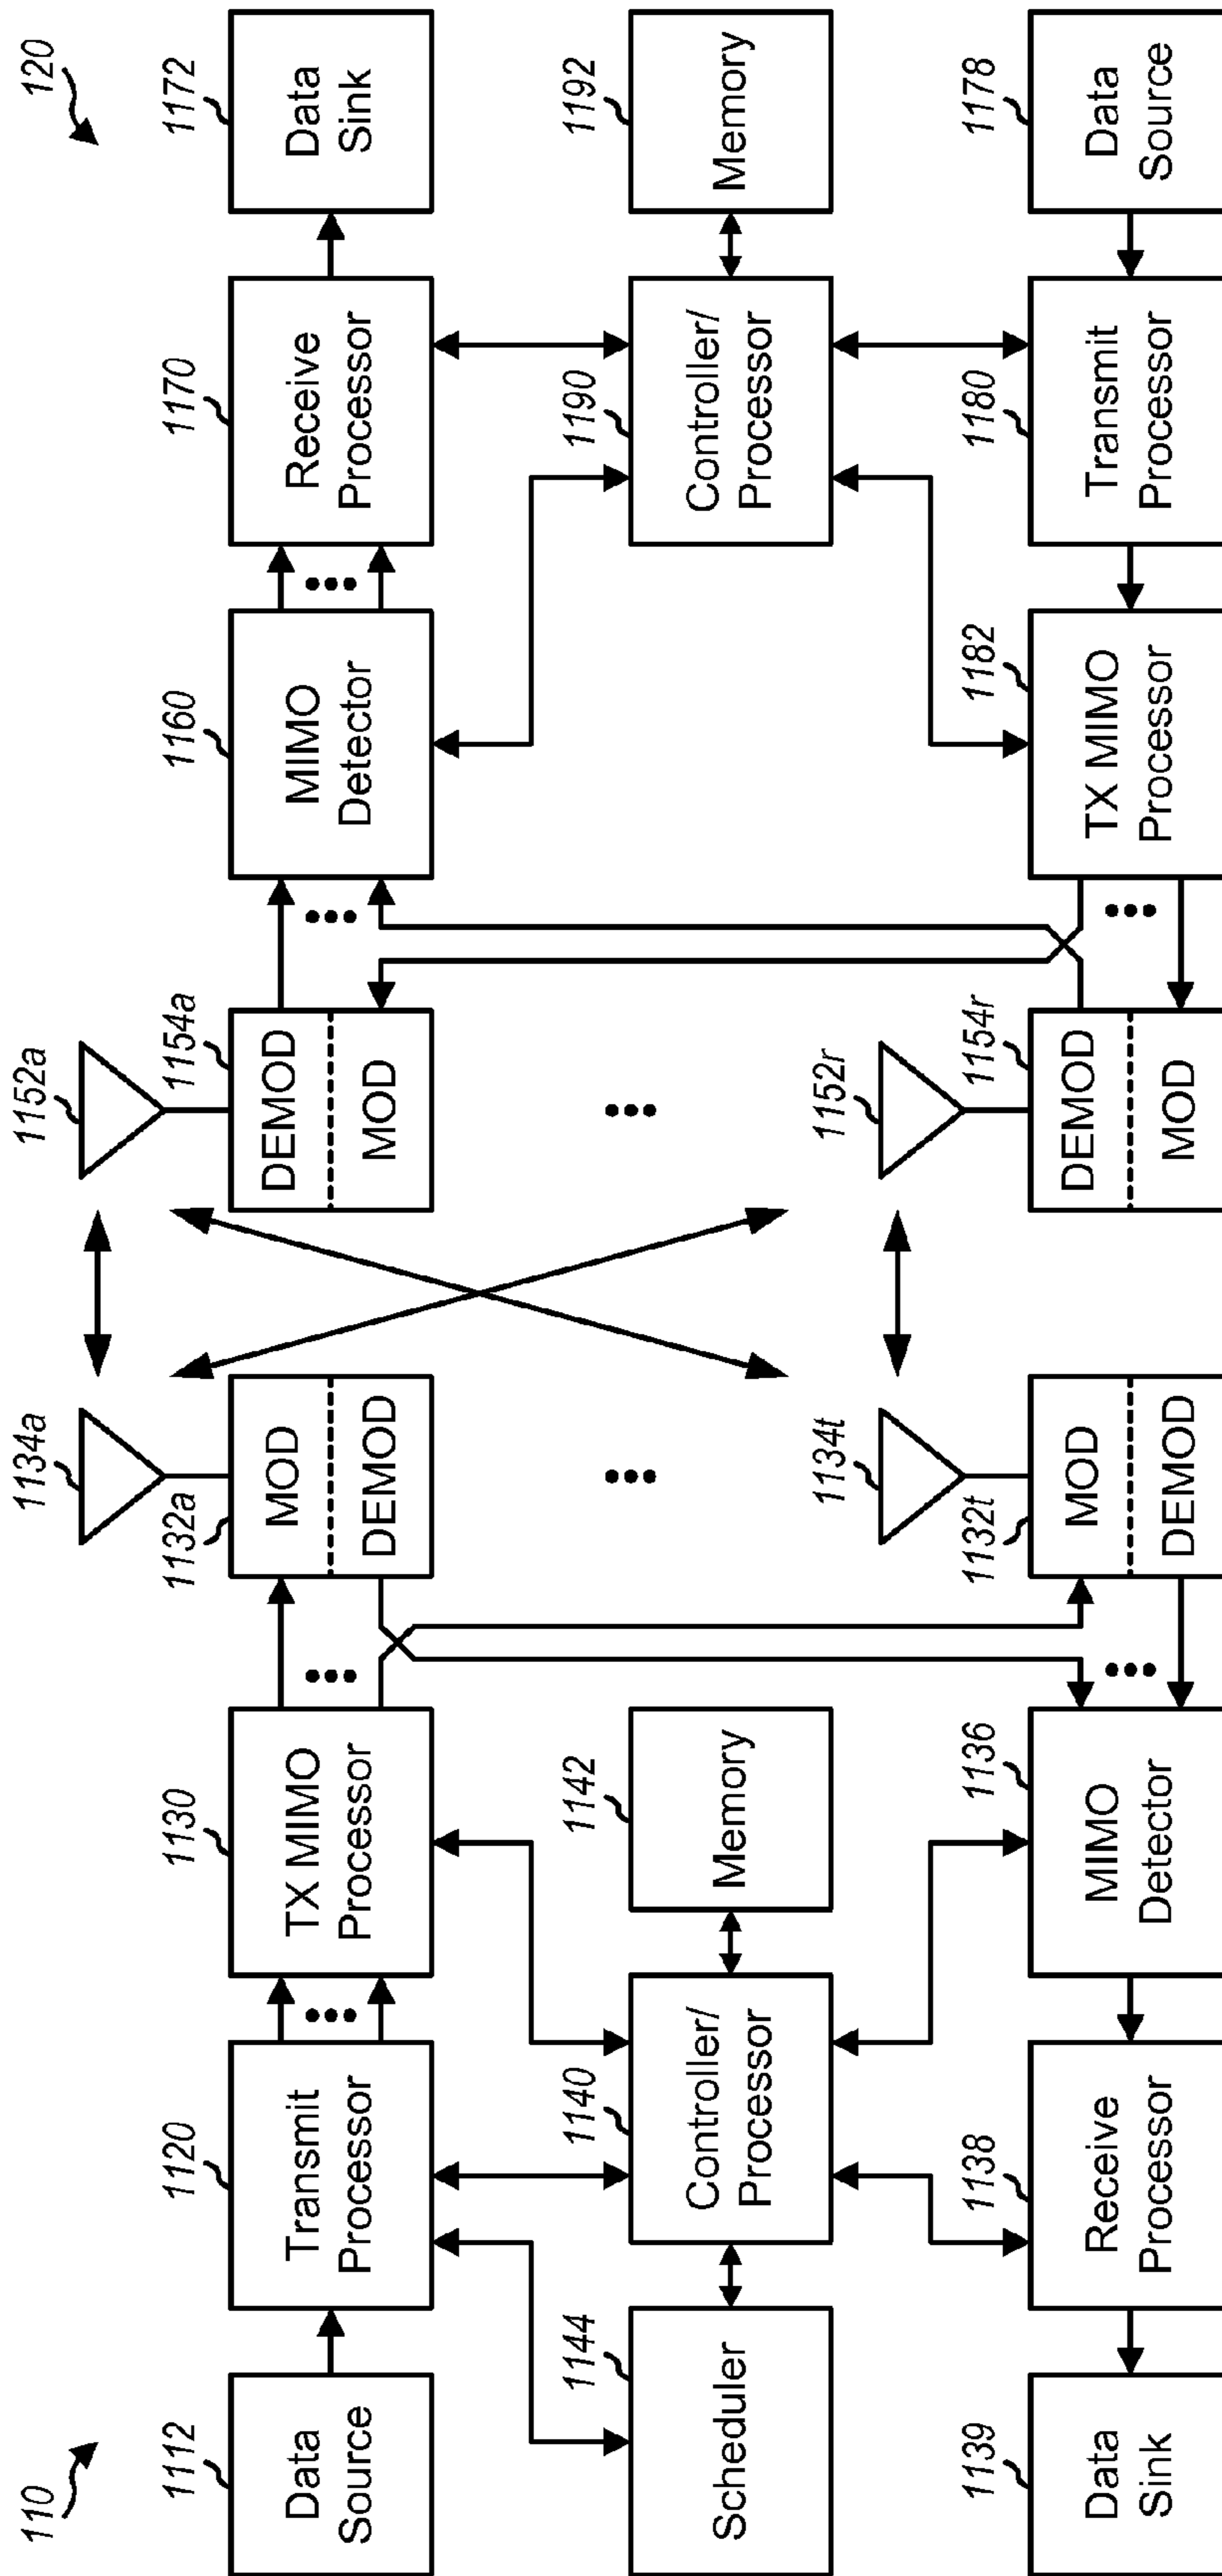 110
120
1112
Data
Source
1120
Transmit
Processor
1130
TX MIMO
Processor
1132a
MOD
DEMOD
1134a
1152a
1154a
DEMOD
MOD
1160
MIMO
Detector
1170
Receive
Processor
1172
Data
Sink
1144
Scheduler
1140
Controller/
Processor
1142
Memory
1190
Controller/
Processor
1192
Memory
1139
Data
Sink
1138
Receive
Processor
1136
MIMO
Detector
1132t
MOD
DEMOD
1134t
1152r
1154r
DEMOD
MOD
1182
TX MIMO
Processor
1180
Transmit
Processor
1178
Data
Source